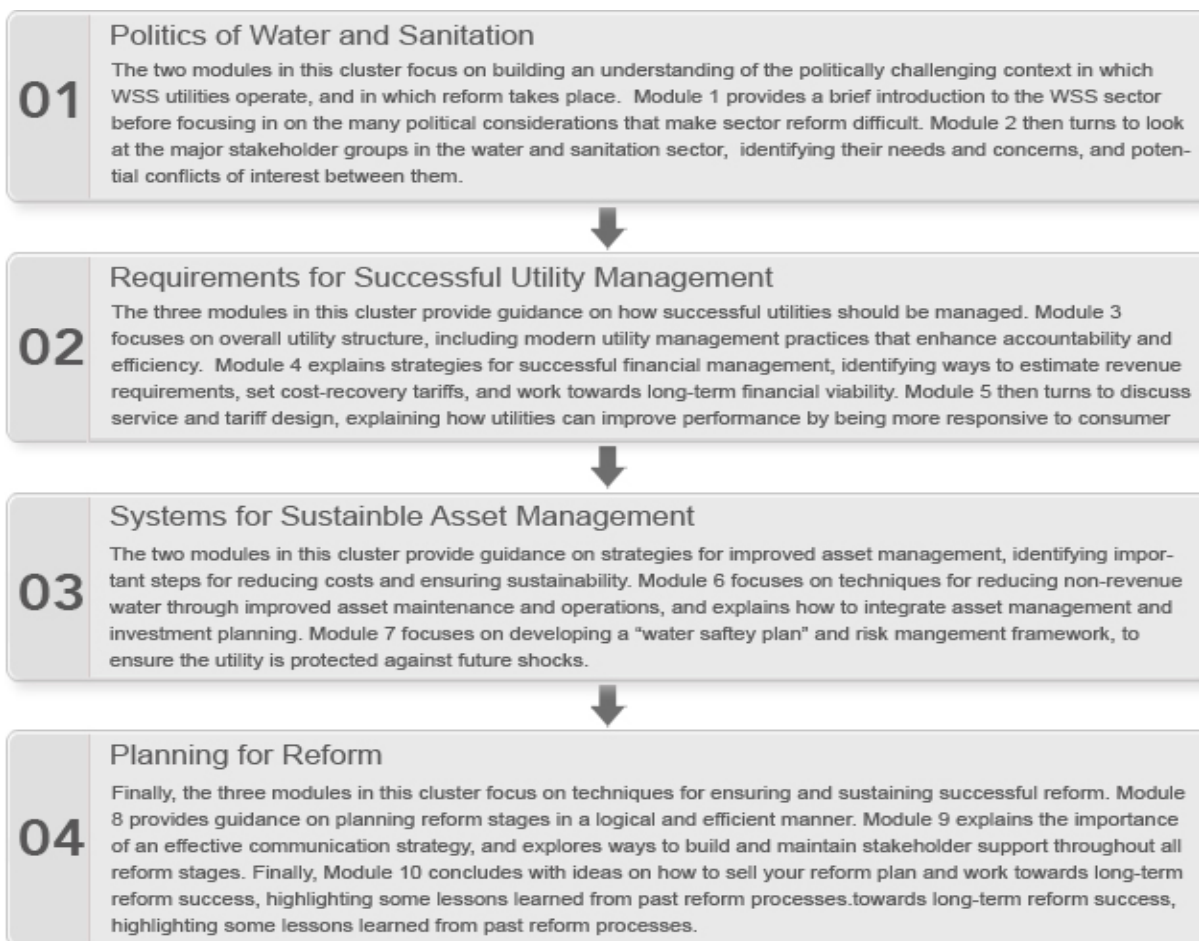 01
Politics of Water and Sanitation
The two modules in this cluster focus on building an understanding of the politically challenging context in which
WSS utilities operate, and in which reform takes place. Module 1 provides a brief introduction to the WSS sector
before focusing in on the many political considerations that make sector reform difficult. Module 2 then turns to look
at the major stakeholder groups in the water and sanitation sector, identifying their needs and concerns, and poten-
tial conflicts of interest between them.
02
Requirements for Successful Utility Management
The three modules in this cluster provide guidance on how successful utilities should be managed. Module 3
focuses on overall utility structure, including modern utility management practices that enhance accountability and
efficiency. Module 4 explains strategies for successful financial management, identifying ways to estimate revenue
requirements, set cost-recovery tariffs, and work towards long-term financial viability. Module 5 then turns to discuss
service and tariff design, explaining how utilities can improve performance by being more responsive to consumer
03
Systems for Sustainble Asset Management
The two modules in this cluster provide guidance on strategies for improved asset management, identifying impor-
tant steps for reducing costs and ensuring sustainability. Module 6 focuses on techniques for reducing non-revenue
water through improved asset maintenance and operations, and explains how to integrate asset management and
investment planning. Module 7 focuses on developing a “water saftey plan” and risk mangement framework, to
ensure the utility is protected against future shocks.
04
Planning for Reform
Finally, the three modules in this cluster focus on techniques for ensuring and sustaining successful reform. Module
8 provides guidance on planning reform stages in a logical and efficient manner. Module 9 explains the importance
of an effective communication strategy, and explores ways to build and maintain stakeholder support throughout all
reform stages. Finally, Module 10 concludes with ideas on how to sell your reform plan and work towards long-term
reform success, highlighting some lessons learned from past reform processes.towards long-term reform success,
highlighting some lessons learned from past reform processes.